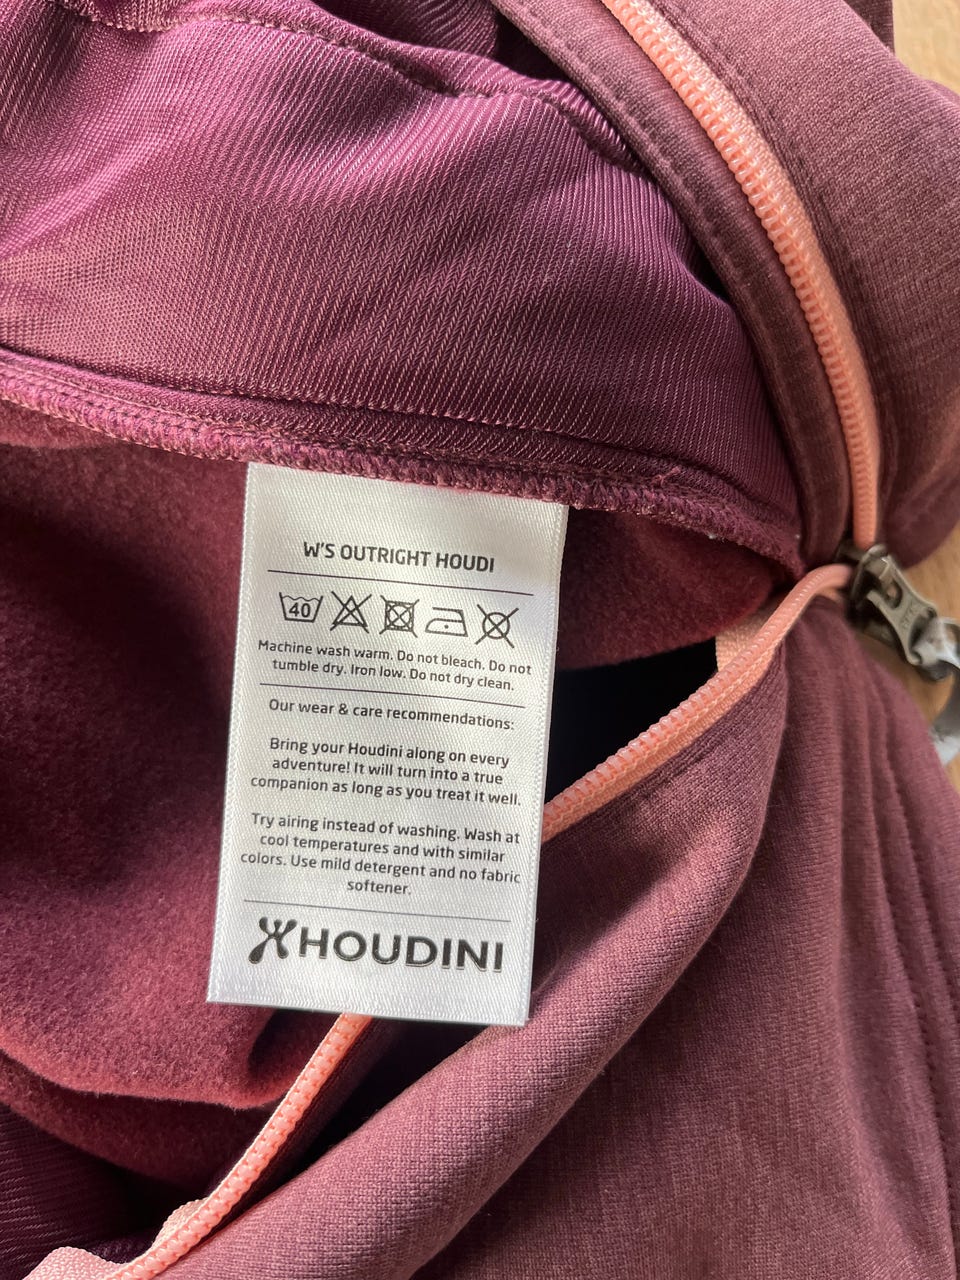 W'S OUTRIGHT HOUDI
40
Machine wash warm. Do not bleach. Do not
tumble dry. Iron low. Do not dry clean.
Our wear & care recommendations:
Bring your Houdini along on every
adventure! It will turn into a true
companion as long as you treat it well.
Try airing instead of washing. Wash at
cool temperatures and with similar
colors. Use mild detergent and no fabric
softener.
HOUDINI